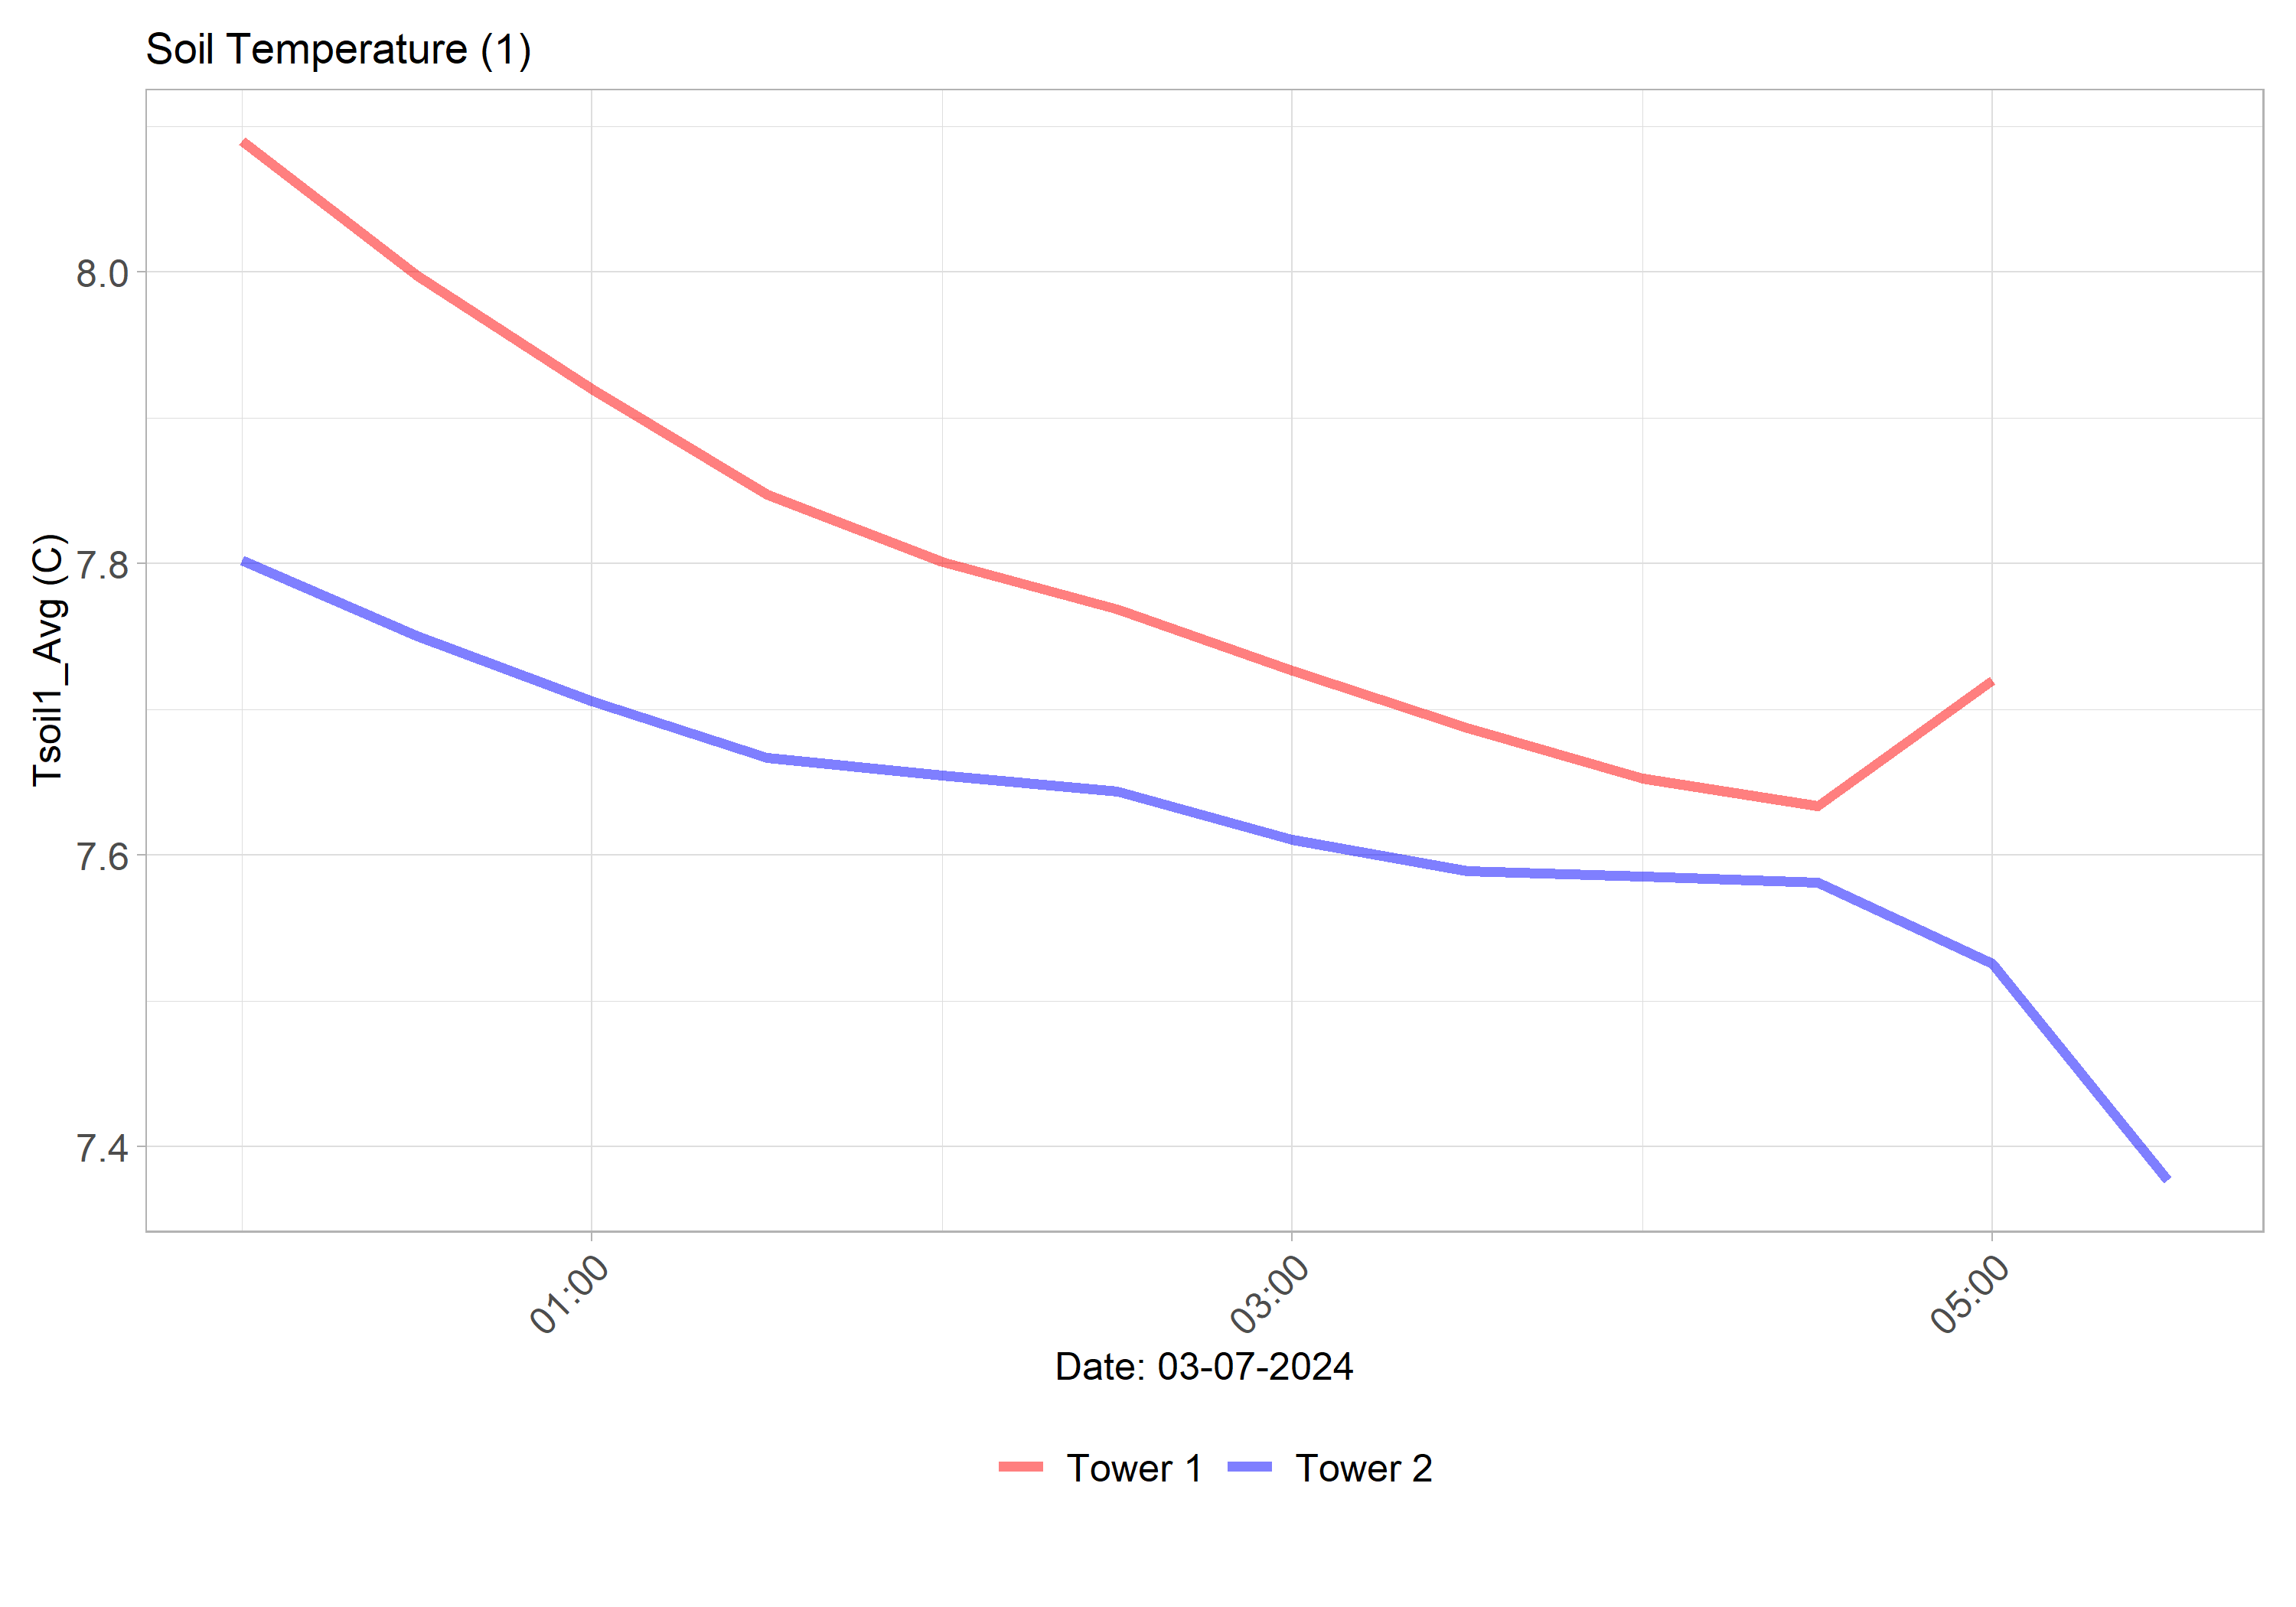 Soil Temperature (1)
Tsoil1_Avg (C)
8.0
7.8
7.6
7.4
01:00
03:00
05:00
Date: 03-07-2024
Tower 1
Tower 2